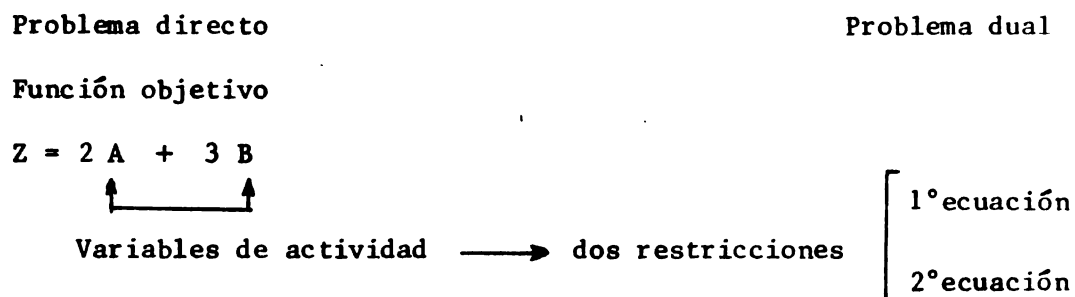 Problema directo Problema dual
Función objetivo
Z = 2 A + 3 B
1°ecuación
Variables de actividad dos restricciones
2°ecuación